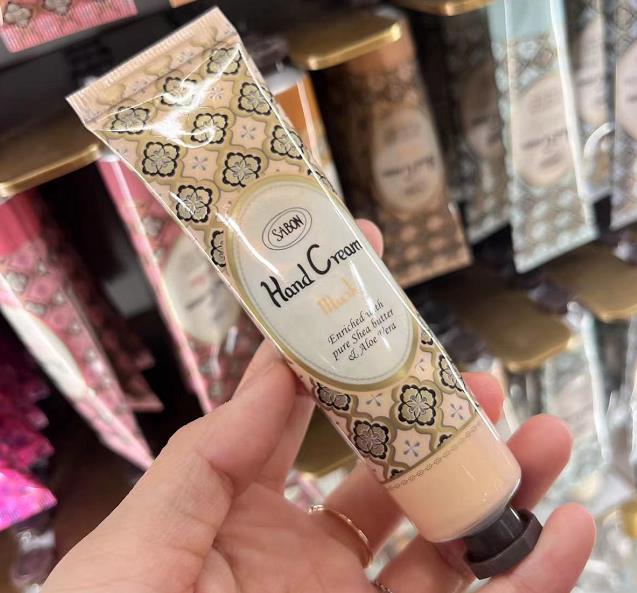 SABON
Hand Cream
Musk
Enriched with
pure Shea butter
& Aloe Vera